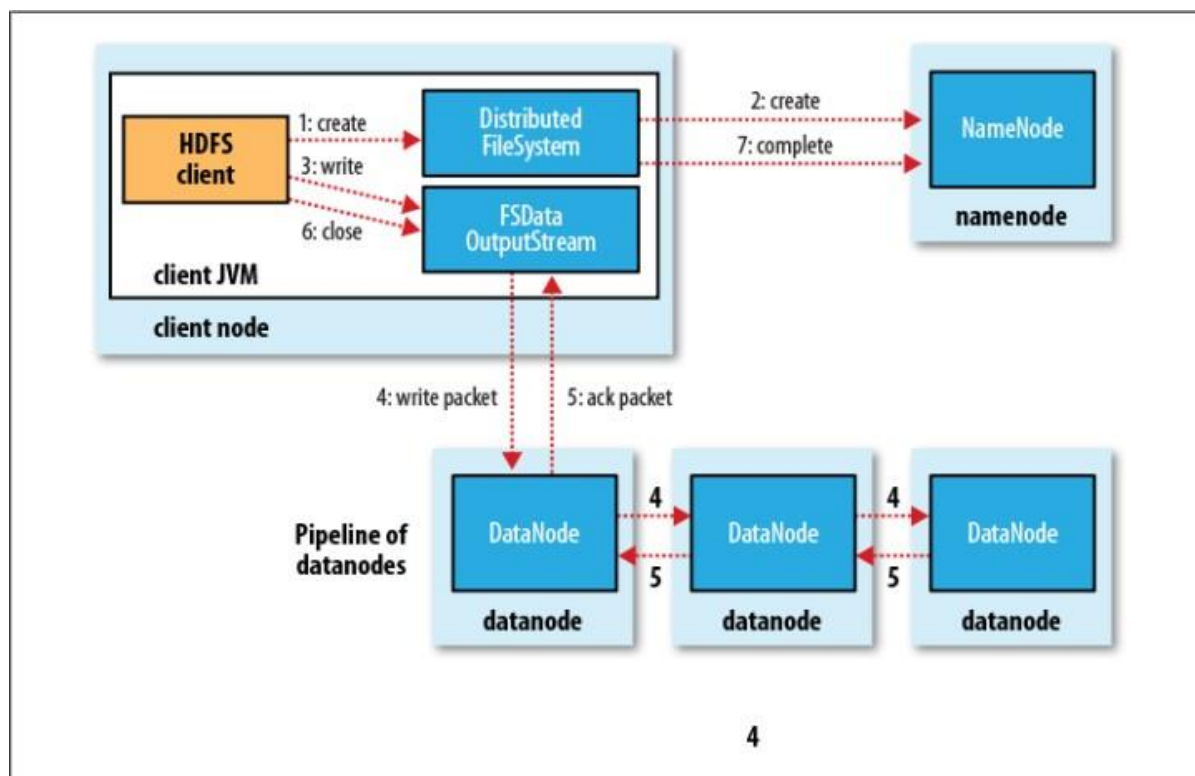 1: create
HDFS
client
3: write
6: close
Distributed
FileSystem
FSData
OutputStream
client JVM
client node
2: create
7: complete
NameNode
namenode
4: write packet
5: ack packet
Pipeline of
datanodes
DataNode
4
5
DataNode
4
5
DataNode
datanode
datanode
datanode
4